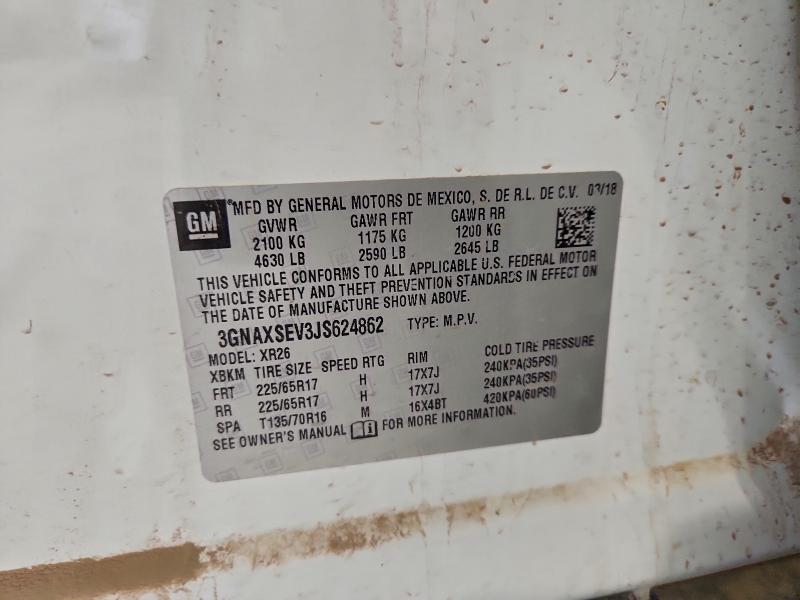 GM ® MFD BY GENERAL MOTORS DE MEXICO, S. DE R.L. DE C.V. 03/18
GVWR GAWR FRT GAWR RR
2100 KG 1175 KG 1200 KG
4630 LB 2590 LB 2645 LB
THIS VEHICLE CONFORMS TO ALL APPLICABLE U.S. FEDERAL MOTOR
VEHICLE SAFETY AND THEFT PREVENTION STANDARDS IN EFFECT ON
THE DATE OF MANUFACTURE SHOWN ABOVE.
3GNAXSEV3JS624862 TYPE: M.P.V.
MODEL: XR26
XBKM TIRE SIZE SPEED RTG RIM COLD TIRE PRESSURE
FRT 225/65R17 H 17X7J 240KPA(35PSI)
RR 225/65R17 H 17X7J 240KPA(35PSI)
SPA T135/70R16 M 16X4BT 420KPA(60PSI)
SEE OWNER'S MANUAL FOR MORE INFORMATION.